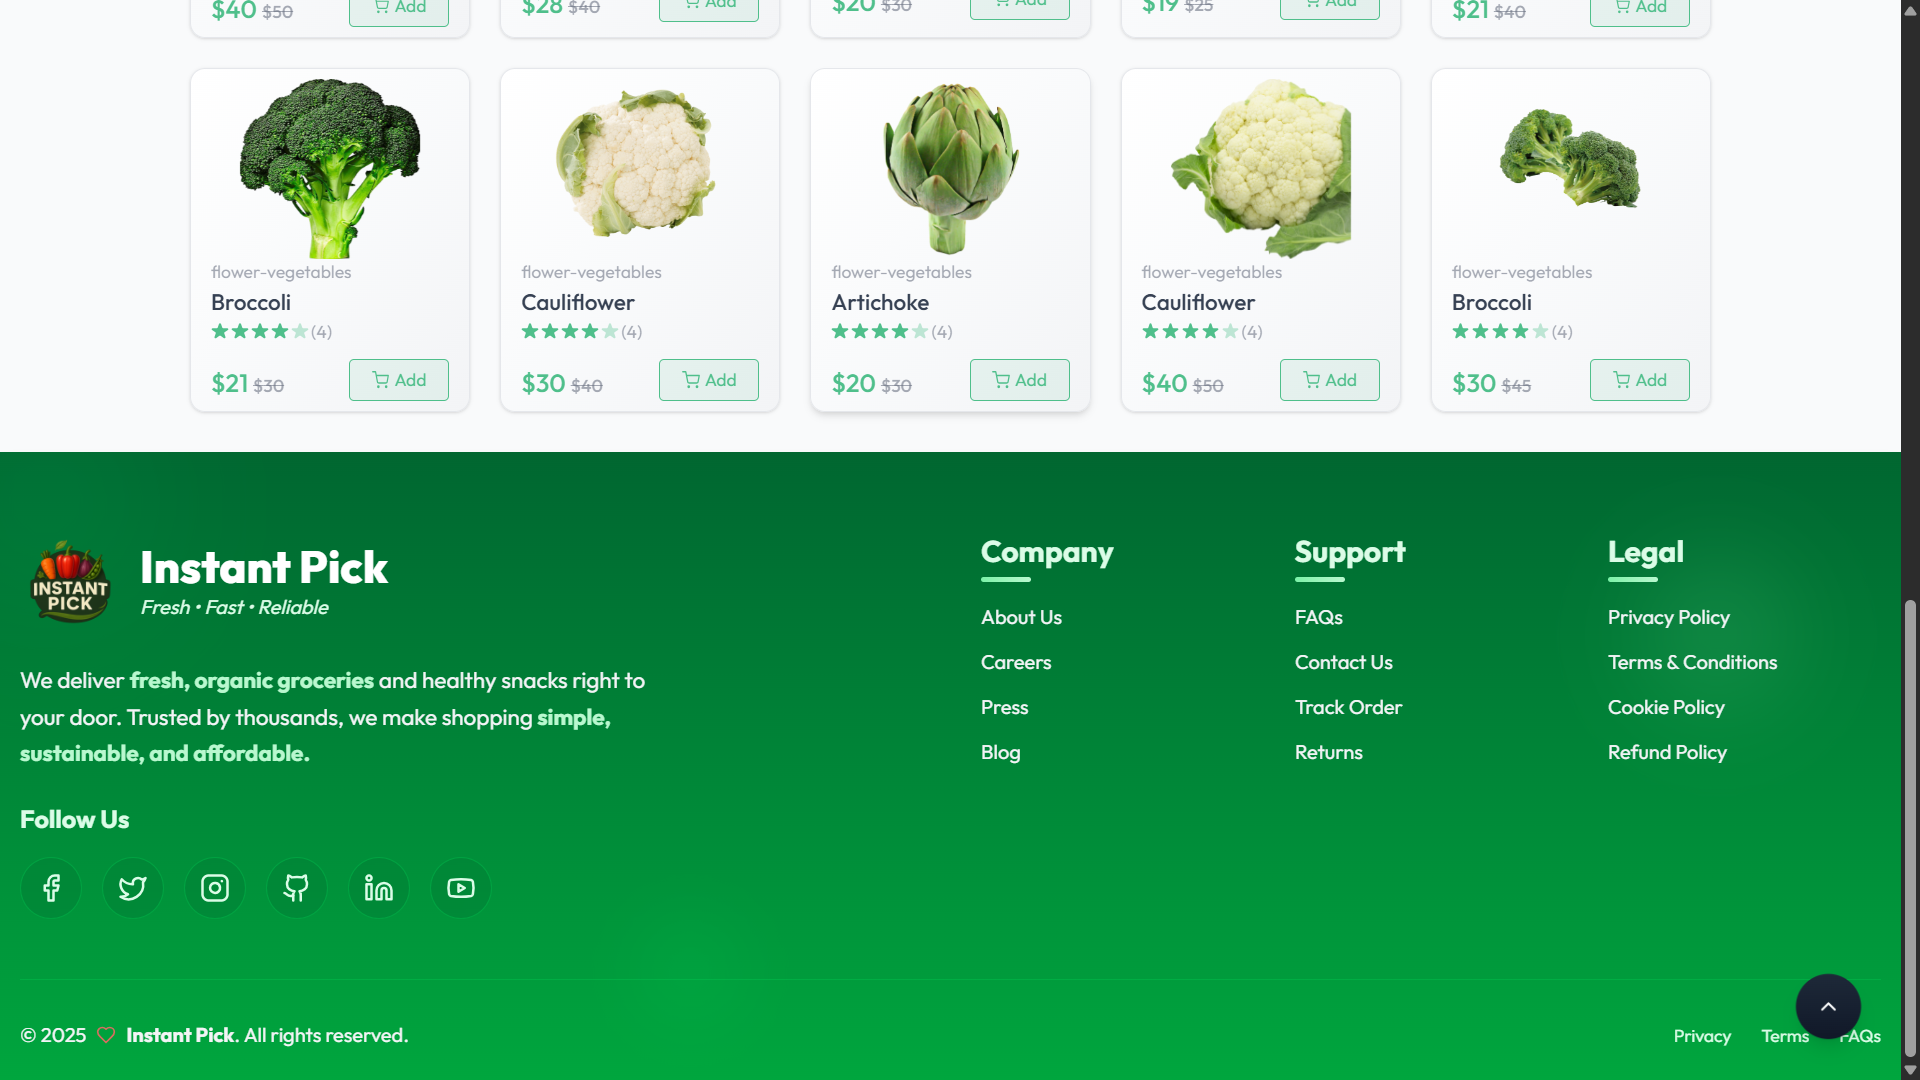 $40 $50 Add
$28 $40 Add
$20 $30 Add
$19 $25 Add
$21 $40 Add
flower-vegetables
Broccoli
(4)
$21 $30 Add
flower-vegetables
Cauliflower
(4)
$30 $40 Add
flower-vegetables
Artichoke
(4)
$20 $30 Add
flower-vegetables
Cauliflower
(4)
$40 $50 Add
flower-vegetables
Broccoli
(4)
$30 $45 Add
INSTANT
PICK
Instant Pick
Fresh • Fast • Reliable
We deliver fresh, organic groceries and healthy snacks right to
your door. Trusted by thousands, we make shopping simple,
sustainable, and affordable.
Follow Us
Company
About Us
Careers
Press
Blog
Support
FAQs
Contact Us
Track Order
Returns
Legal
Privacy Policy
Terms & Conditions
Cookie Policy
Refund Policy
© 2025 Instant Pick. All rights reserved.
Privacy Terms FAQs